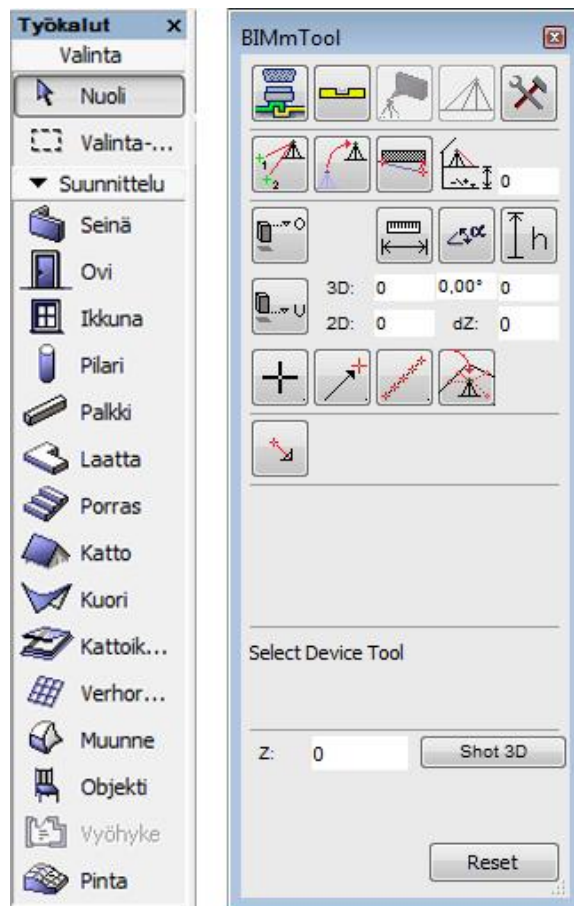 Työkalut x
Valinta
Nuoli
Valinta-...
Suunnittelu
Seinä
Ovi
Ikkuna
Pilari
Palkki
Laatta
Porras
Katto
Kuori
Kattoik...
Verhor...
Muunne
Objekti
Vyöhyke
Pinta
BIMmTool
1
2
0
O
α
h
U
3D: 0 0,00° 0
2D: 0 dZ: 0
Select Device Tool
Z: 0 Shot 3D
Reset